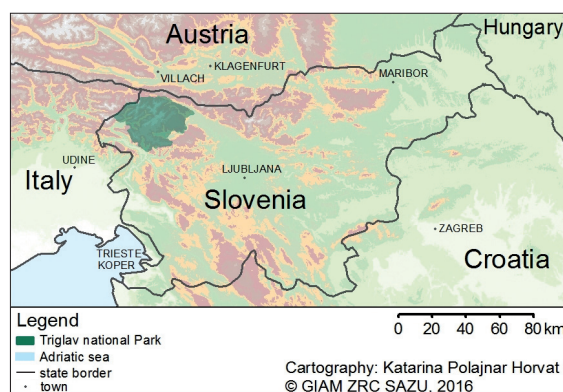 Austria
Hungary
KLAGENFURT
VILLACH
MARIBOR
UDINE
LJUBLJANA
Italy
Slovenia
ZAGREB
TRIESTE
KOPER
Croatia
Legend
Triglav national Park
Adriatic sea
state border
town
0 20 40 60 80
km
Cartography: Katarina Polajnar Horvat
© GIAM ZRC SAZU, 2016